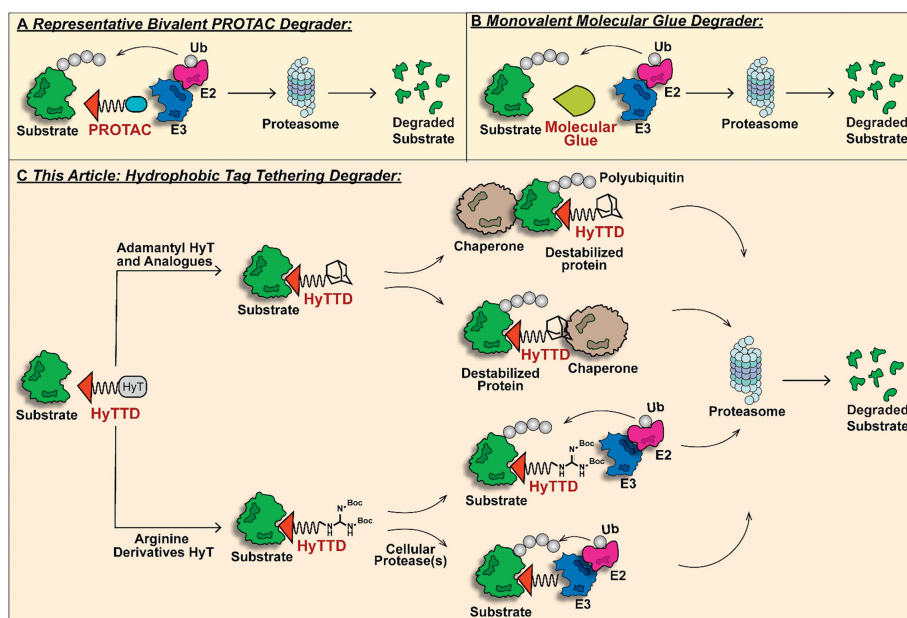 A Representative Bivalent PROTAC Degrader:
Ub
E2
Substrate
PROTAC
E3
Proteasome
Degraded
Substrate
B Monovalent Molecular Glue Degrader:
Ub
E2
Substrate
Molecular
Glue
E3
Proteasome
Degraded
Substrate
C This Article: Hydrophobic Tag Tethering Degrader:
Polyubiquitin
HyTTD
Chaperone
Destabilized
protein
Adamantyl HyT
and Analogues
Substrate
HyTTD
HyTTD
Destabilized
Protein
Chaperone
HyT
Substrate
HyTTD
Proteasome
Degraded
Substrate
Ub
E2
N
Boc
N
H
N
Boc
H
HyTTD
E3
Substrate
Arginine
Derivatives HyT
N
Boc
N
H
N
Boc
H
Substrate
HyTTD
Cellular
Protease(s)
Ub
E2
E3
Substrate